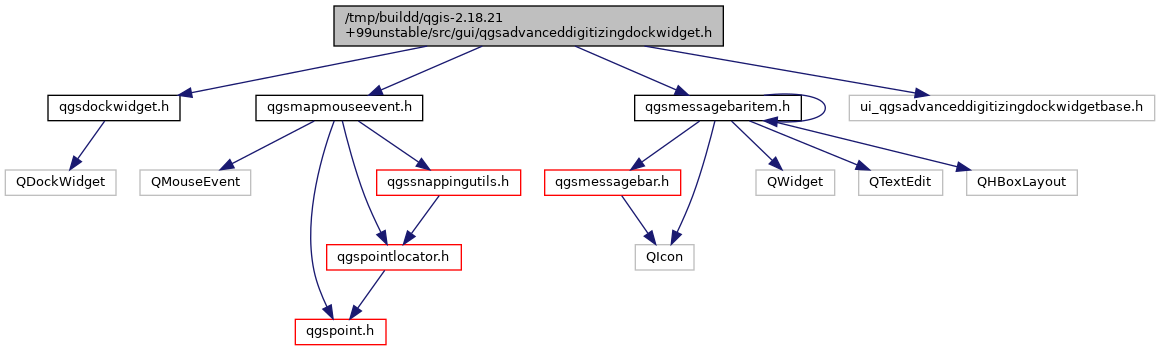 /tmp/buildd/qgis-2.18.21
+99unstable/src/gui/qgsadvanceddigitizingdockwidget.h
qgsdockwidget.h
qgsmapmouseevent.h
qgsmessagebaritem.h
ui_qgsadvanceddigitizingdockwidgetbase.h
QDockWidget
QMouseEvent
qgssnappingutils.h
qgsmessagebar.h
QWidget
QTextEdit
QHBoxLayout
qgspointlocator.h
QIcon
qgspoint.h